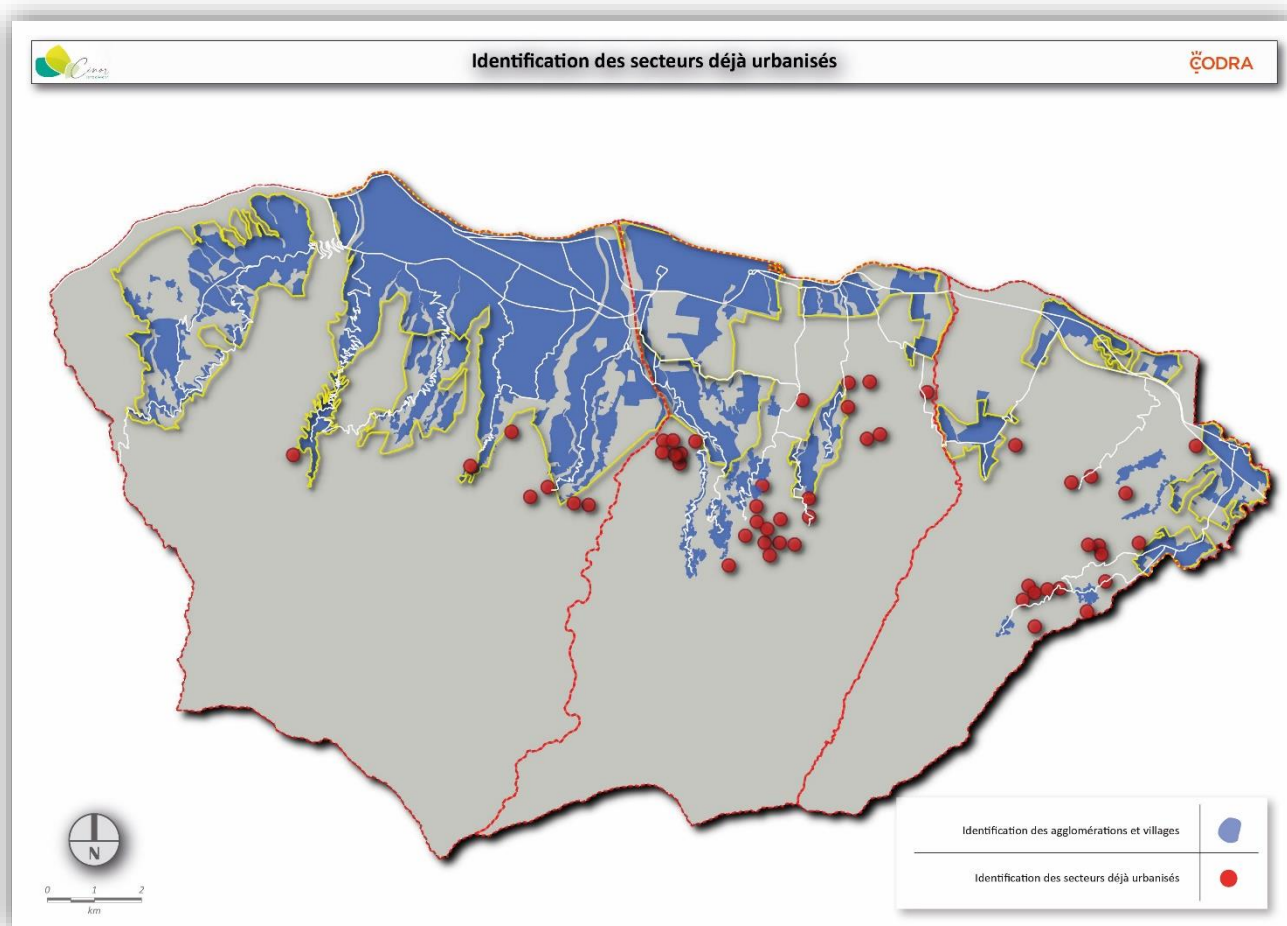 Cinor
Identification des secteurs déjà urbanisés
CODRA
Identification des agglomérations et villages
Identification des secteurs déjà urbanisés
N
0 1 2
km